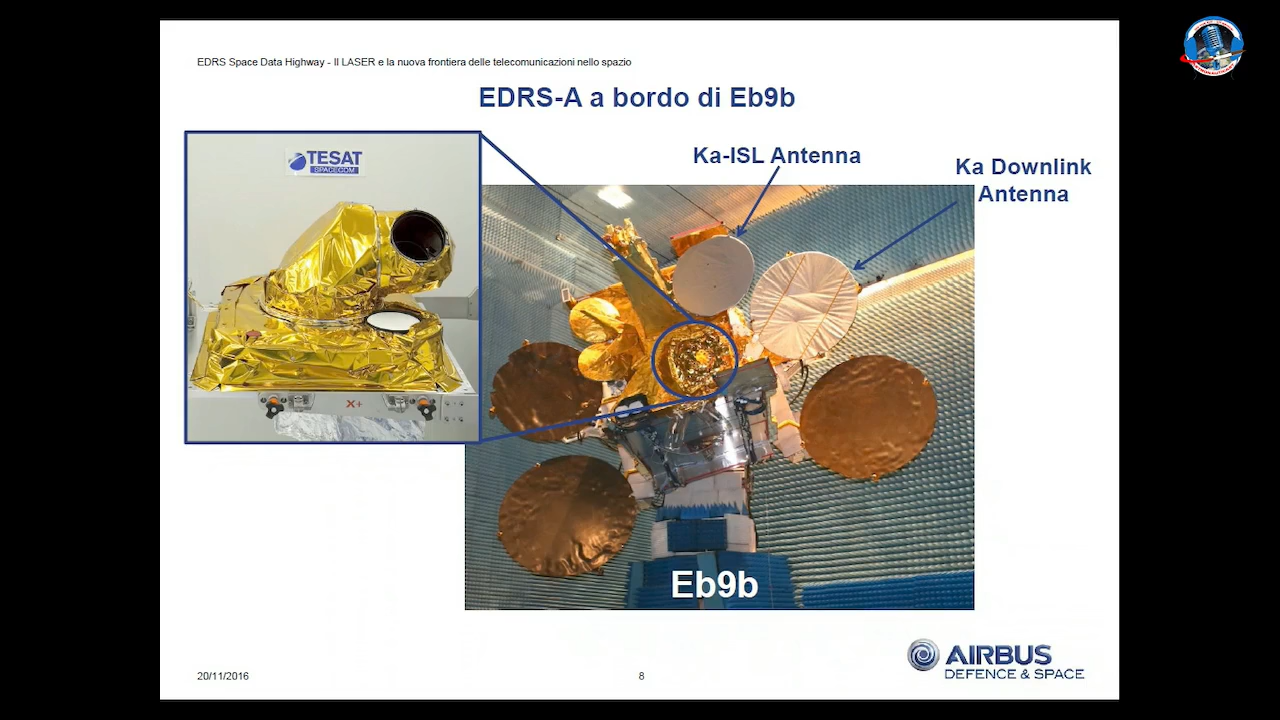 EDRS Space Data Highway - Il LASER e la nuova frontiera delle telecomunicazioni nello spazio
EDRS-A a bordo di Eb9b
TESAT
SPACECOM
Ka-ISL Antenna
Ka Downlink
Antenna
X+
Eb9b
AIRBUS
DEFENCE & SPACE
20/11/2016
8